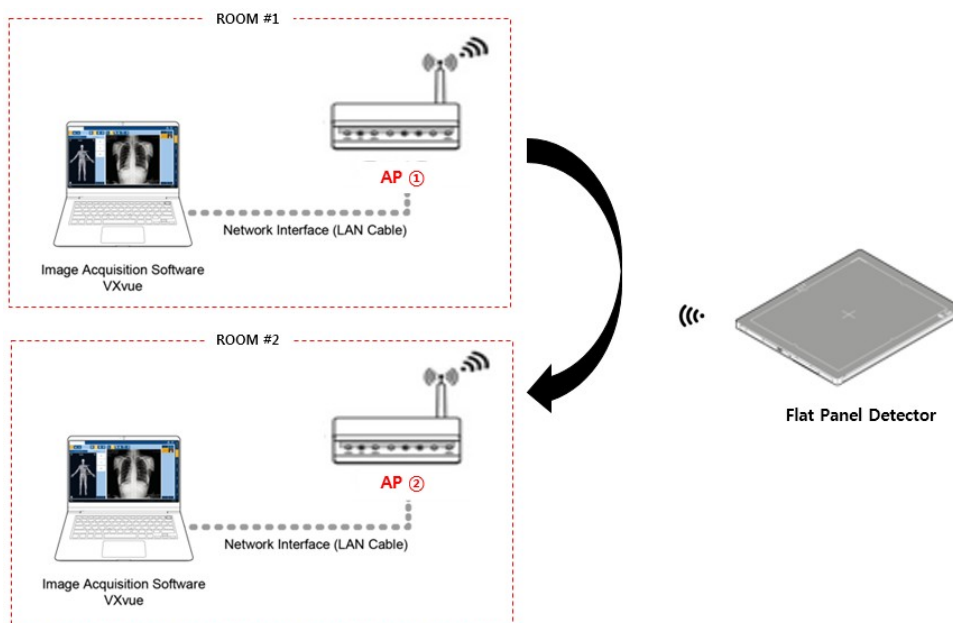 ROOM #1
AP ①
Network Interface (LAN Cable)
Image Acquisition Software
VXvue
ROOM #2
AP ②
Network Interface (LAN Cable)
Image Acquisition Software
VXvue
Flat Panel Detector